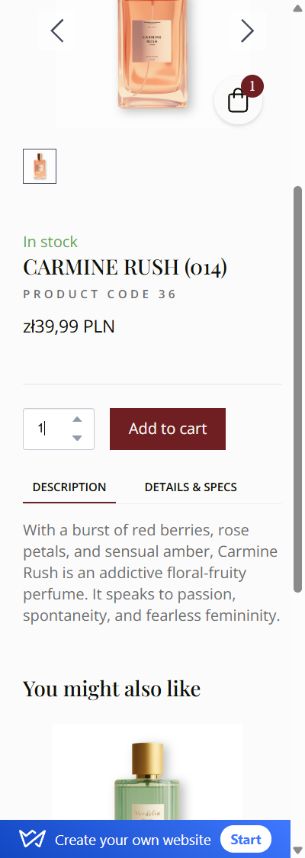 CARMINE
RUSH
1
In stock
CARMINE RUSH (014)
PRODUCT CODE 36
zł39,99 PLN
1
Add to cart
DESCRIPTION
DETAILS & SPECS
With a burst of red berries, rose
petals, and sensual amber, Carmine
Rush is an addictive floral-fruity
perfume. It speaks to passion,
spontaneity, and fearless femininity.
You might also like
Create your own website
Start